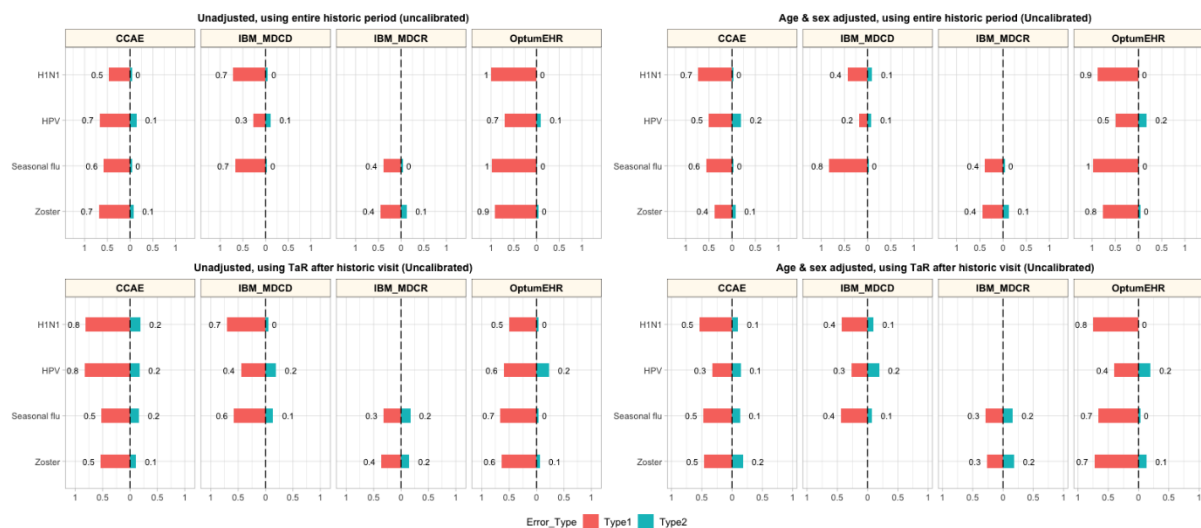 Unadjusted, using entire historic period (uncalibrated)
CCAE IBM_MDCD IBM_MDCR OptumEHR
H1N1 0.5 0 0.7 0 1 0
HPV 0.7 0.1 0.3 0.1 0.7 0.1
Seasonal flu 0.6 0 0.7 0 0.4 0 1 0
Zoster 0.7 0.1 0.4 0.1 0.9 0
1 0.5 0 0.5 1 1 0.5 0 0.5 1 1 0.5 0 0.5 1 1 0.5 0 0.5 1
Age & sex adjusted, using entire historic period (Uncalibrated)
CCAE IBM_MDCD IBM_MDCR OptumEHR
H1N1 0.7 0 0.4 0.1 0.9 0
HPV 0.5 0.2 0.2 0.1 0.5 0.2
Seasonal flu 0.6 0 0.8 0 0.4 0 1 0
Zoster 0.4 0.1 0.4 0.1 0.8 0
1 0.5 0 0.5 1 1 0.5 0 0.5 1 1 0.5 0 0.5 1 1 0.5 0 0.5 1
Unadjusted, using TaR after historic visit (Uncalibrated)
CCAE IBM_MDCD IBM_MDCR OptumEHR
H1N1 0.8 0.2 0.7 0 0.5 0
HPV 0.8 0.2 0.4 0.2 0.6 0.2
Seasonal flu 0.5 0.2 0.6 0.1 0.3 0.2 0.7 0
Zoster 0.5 0.1 0.4 0.2 0.6 0.1
1 0.5 0 0.5 1 1 0.5 0 0.5 1 1 0.5 0 0.5 1 1 0.5 0 0.5 1
Age & sex adjusted, using TaR after historic visit (Uncalibrated)
CCAE IBM_MDCD IBM_MDCR OptumEHR
H1N1 0.5 0.1 0.4 0.1 0.8 0
HPV 0.3 0.1 0.3 0.2 0.4 0.2
Seasonal flu 0.5 0.1 0.4 0.1 0.3 0.2 0.7 0
Zoster 0.5 0.2 0.3 0.2 0.7 0.1
1 0.5 0 0.5 1 1 0.5 0 0.5 1 1 0.5 0 0.5 1 1 0.5 0 0.5 1
Error_Type Type1 Type2